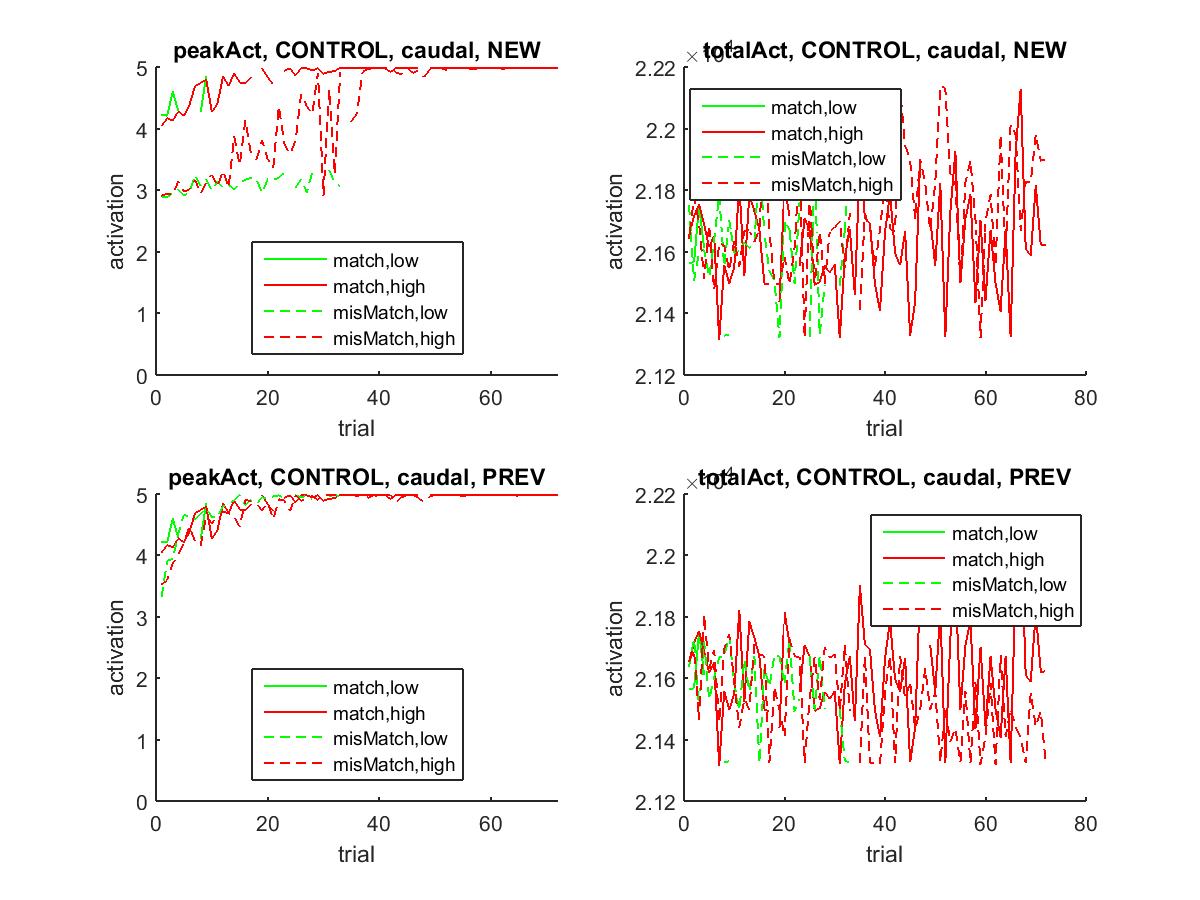 peakAct, CONTROL, caudal, NEW
5
4
3
2
1
0
activation
match,low
match,high
misMatch,low
misMatch,high
0 20 40 60
trial
totalAct, CONTROL, caudal, NEW
2.22
2.2
2.18
2.16
2.14
2.12
activation
match,low
match,high
misMatch,low
misMatch,high
0 20 40 60 80
trial
peakAct, CONTROL, caudal, PREV
5
4
3
2
1
0
activation
match,low
match,high
misMatch,low
misMatch,high
0 20 40 60
trial
totalAct, CONTROL, caudal, PREV
2.22
2.2
2.18
2.16
2.14
2.12
activation
match,low
match,high
misMatch,low
misMatch,high
0 20 40 60 80
trial